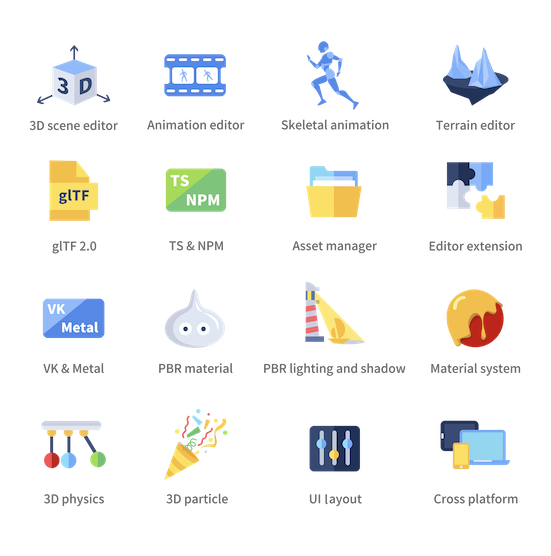 3 D
3D scene editor
Animation editor
Skeletal animation
Terrain editor
glTF
glTF 2.0
TS
NPM
TS & NPM
Asset manager
Editor extension
VK
Metal
VK & Metal
PBR material
PBR lighting and shadow
Material system
3D physics
3D particle
UI layout
Cross platform